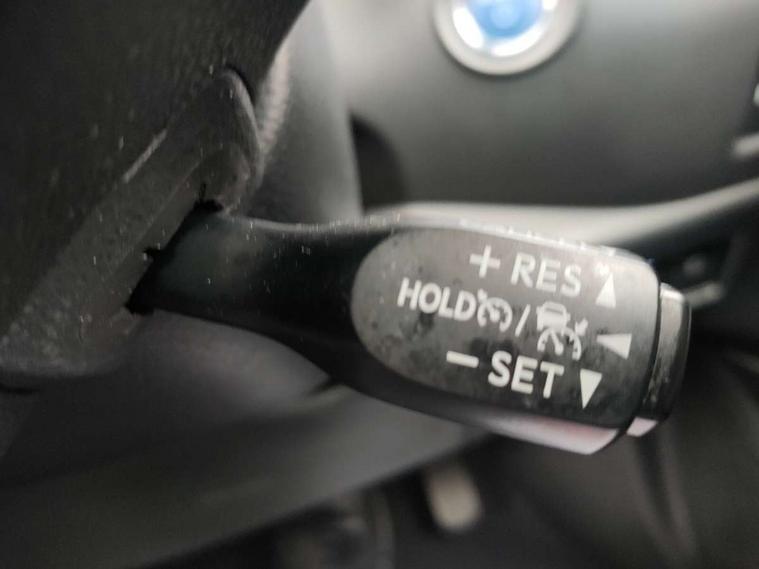 + RES
HOLD /
- SET